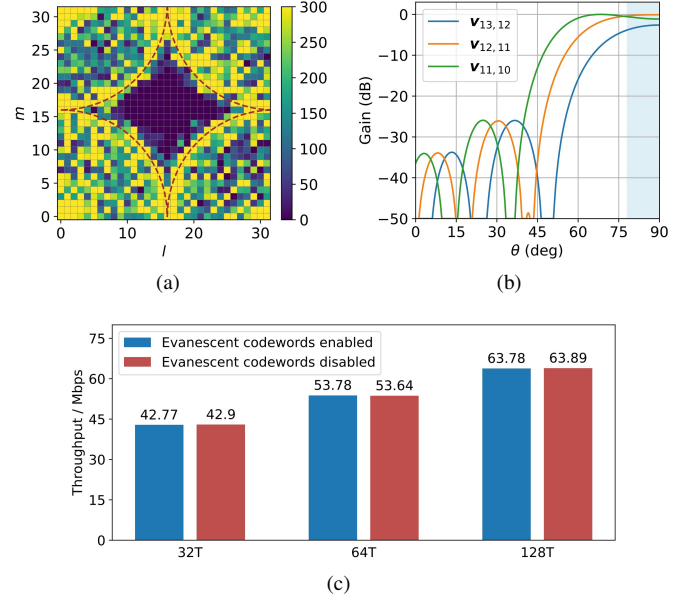 300
250
200
150
100
50
0
30
25
20
15
10
5
0
m
0 10 20 30
l
(a)
0
−10
−20
−30
−40
−50
Gain (dB)
v13, 12
v12, 11
v11, 10
0 15 30 45 60 75 90
θ (deg)
(b)
75
60
45
30
15
0
Throughput / Mbps
Evanescent codewords enabled
Evanescent codewords disabled
42.77 42.9
53.78 53.64
63.78 63.89
32T 64T 128T
(c)